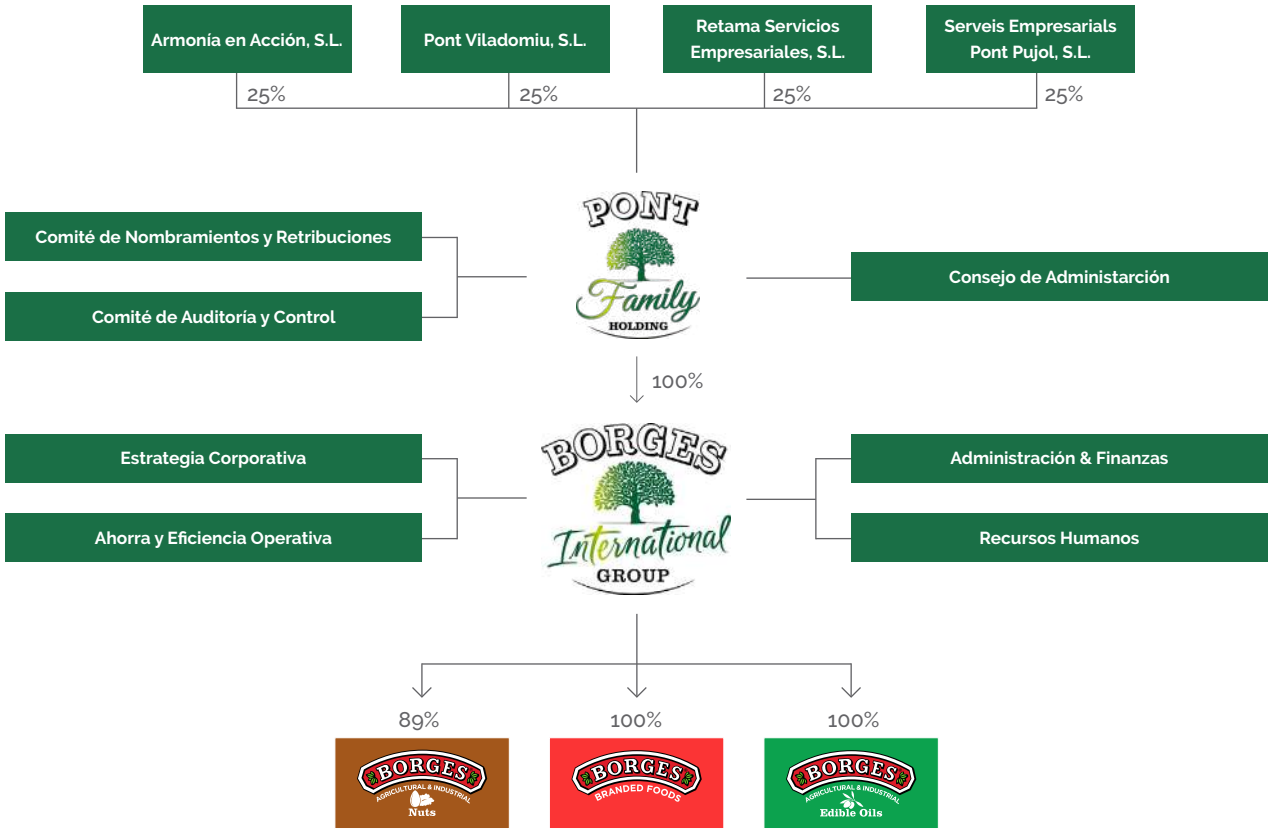 Armonía en Acción, S.L.
Pont Viladomiu, S.L.
Retama Servicios
Empresariales, S.L.
Serveis Empresarials
Pont Pujol, S.L.
25%
25%
25%
25%
PONT
Family
HOLDING
Comité de Nombramientos y Retribuciones
Comité de Auditoría y Control
Consejo de Administarción
100%
BORGES
International
GROUP
Estrategia Corporativa
Ahorra y Eficiencia Operativa
Administración & Finanzas
Recursos Humanos
89%
100%
100%
BORGES
AGRICULTURAL & INDUSTRIAL
Nuts
BORGES
BRANDED FOODS
BORGES
AGRICULTURAL & INDUSTRIAL
Edible Oils